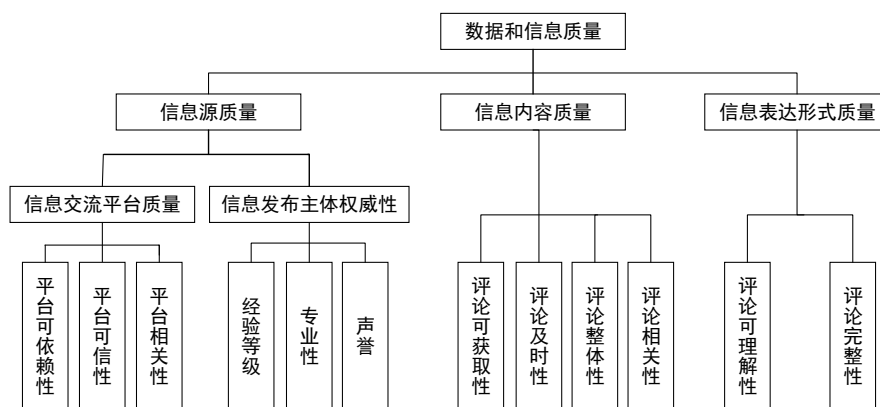 数据和信息质量
信息源质量
信息内容质量
信息表达形式质量
信息交流平台质量
信息发布主体权威性
平台可依赖性
平台可信性
平台相关性
经验等级
专业性
声誉
评论可获取性
评论及时性
评论整体性
评论相关性
评论可理解性
评论完整性